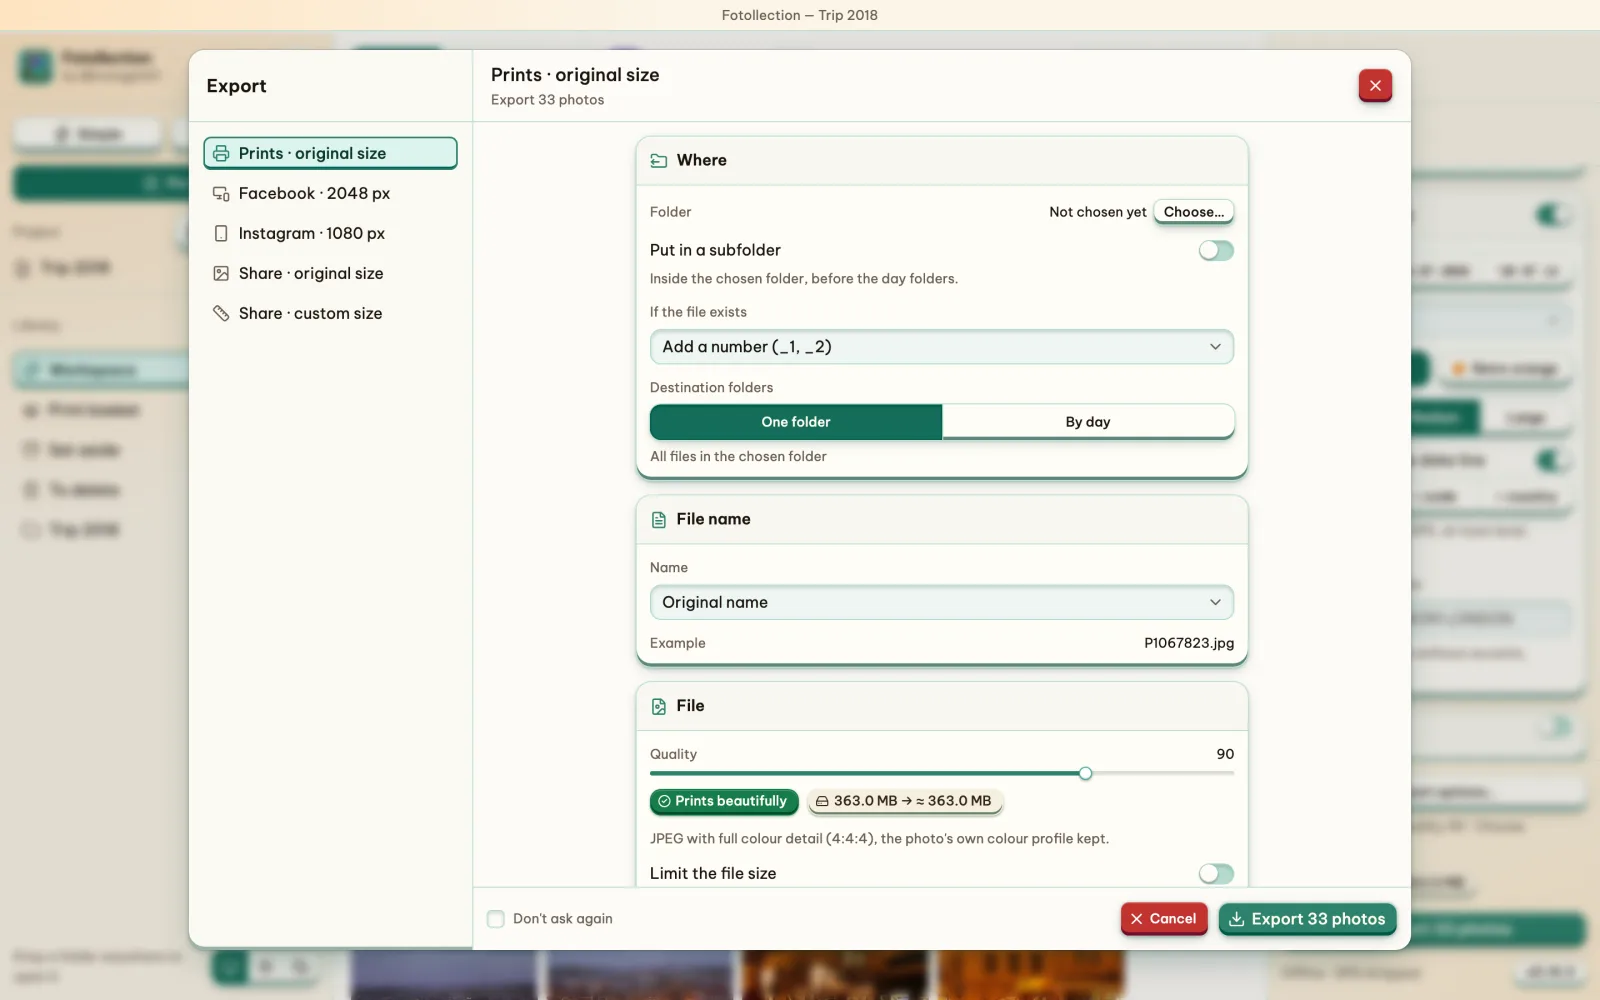 Fotollection — Trip 2018
Export
Prints · original size
Facebook · 2048 px
Instagram · 1080 px
Share · original size
Share · custom size
Prints · original size
Export 33 photos
Where
Folder
Not chosen yet
Choose...
Put in a subfolder
Inside the chosen folder, before the day folders.
If the file exists
Add a number (_1, _2)
Destination folders
One folder
By day
All files in the chosen folder
File name
Name
Original name
Example
P1067823.jpg
File
Quality
90
Prints beautifully
363.0 MB → ≈ 363.0 MB
JPEG with full colour detail (4:4:4), the photo's own colour profile kept.
Limit the file size
Don't ask again
Cancel
Export 33 photos
Workspace
Trip 2018
Trip 2018